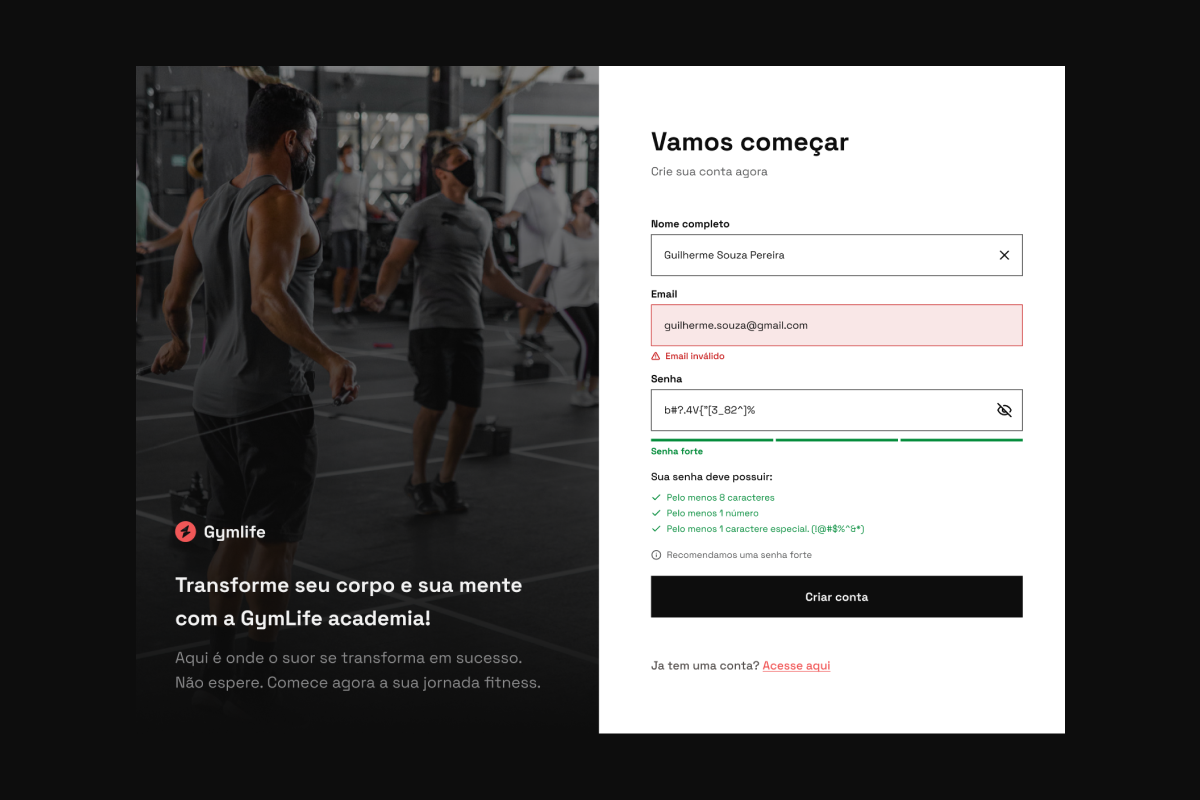 Gymlife
Transforme seu corpo e sua mente
com a GymLife academia!
Aqui é onde o suor se transforma em sucesso.
Não espere. Comece agora a sua jornada fitness.
Vamos começar
Crie sua conta agora
Nome completo
Guilherme Souza Pereira
Email
guilherme.souza@gmail.com
Email inválido
Senha
b#?.4V{"[3_82^]%
Senha forte
Sua senha deve possuir:
Pelo menos 8 caracteres
Pelo menos 1 número
Pelo menos 1 caractere especial. (!@#$%^&*)
Recomendamos uma senha forte
Criar conta
Ja tem uma conta? Acesse aqui